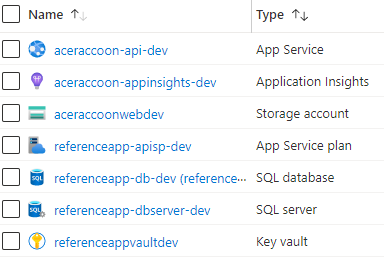 Name ↑↓ Type ↑↓
aceraccoon-api-dev App Service
aceraccoon-appinsights-dev Application Insights
aceraccoonwebdev Storage account
referenceapp-apisp-dev App Service plan
referenceapp-db-dev (reference... SQL database
referenceapp-dbserver-dev SQL server
referenceappvaultdev Key vault